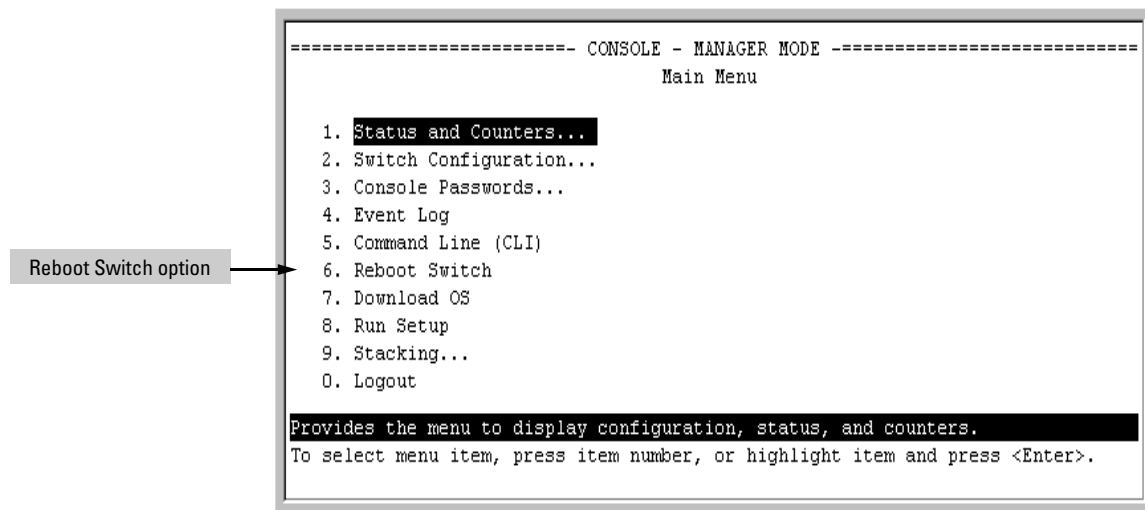 ==========================- CONSOLE - MANAGER MODE -============================
Main Menu
1. Status and Counters...
2. Switch Configuration...
3. Console Passwords...
4. Event Log
5. Command Line (CLI)
Reboot Switch option
6. Reboot Switch
7. Download OS
8. Run Setup
9. Stacking...
0. Logout
Provides the menu to display configuration, status, and counters.
To select menu item, press item number, or highlight item and press <Enter>.